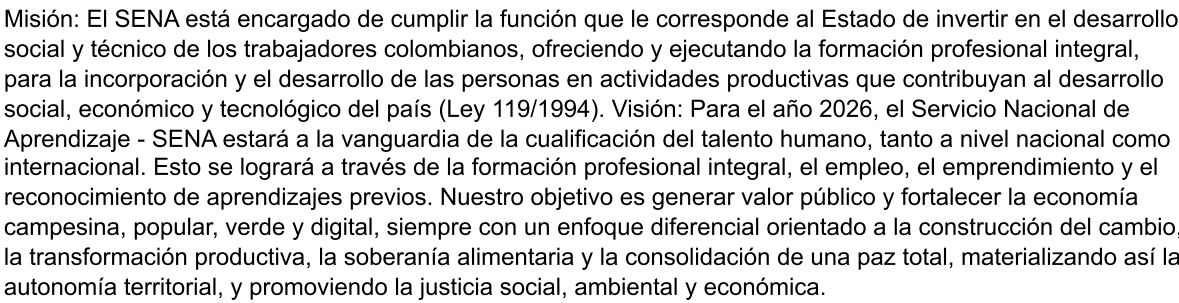 Misión: El SENA está encargado de cumplir la función que le corresponde al Estado de invertir en el desarrollo
social y técnico de los trabajadores colombianos, ofreciendo y ejecutando la formación profesional integral,
para la incorporación y el desarrollo de las personas en actividades productivas que contribuyan al desarrollo
social, económico y tecnológico del país (Ley 119/1994). Visión: Para el año 2026, el Servicio Nacional de
Aprendizaje - SENA estará a la vanguardia de la cualificación del talento humano, tanto a nivel nacional como
internacional. Esto se logrará a través de la formación profesional integral, el empleo, el emprendimiento y el
reconocimiento de aprendizajes previos. Nuestro objetivo es generar valor público y fortalecer la economía
campesina, popular, verde y digital, siempre con un enfoque diferencial orientado a la construcción del cambio,
la transformación productiva, la soberanía alimentaria y la consolidación de una paz total, materializando así la
autonomía territorial, y promoviendo la justicia social, ambiental y económica.